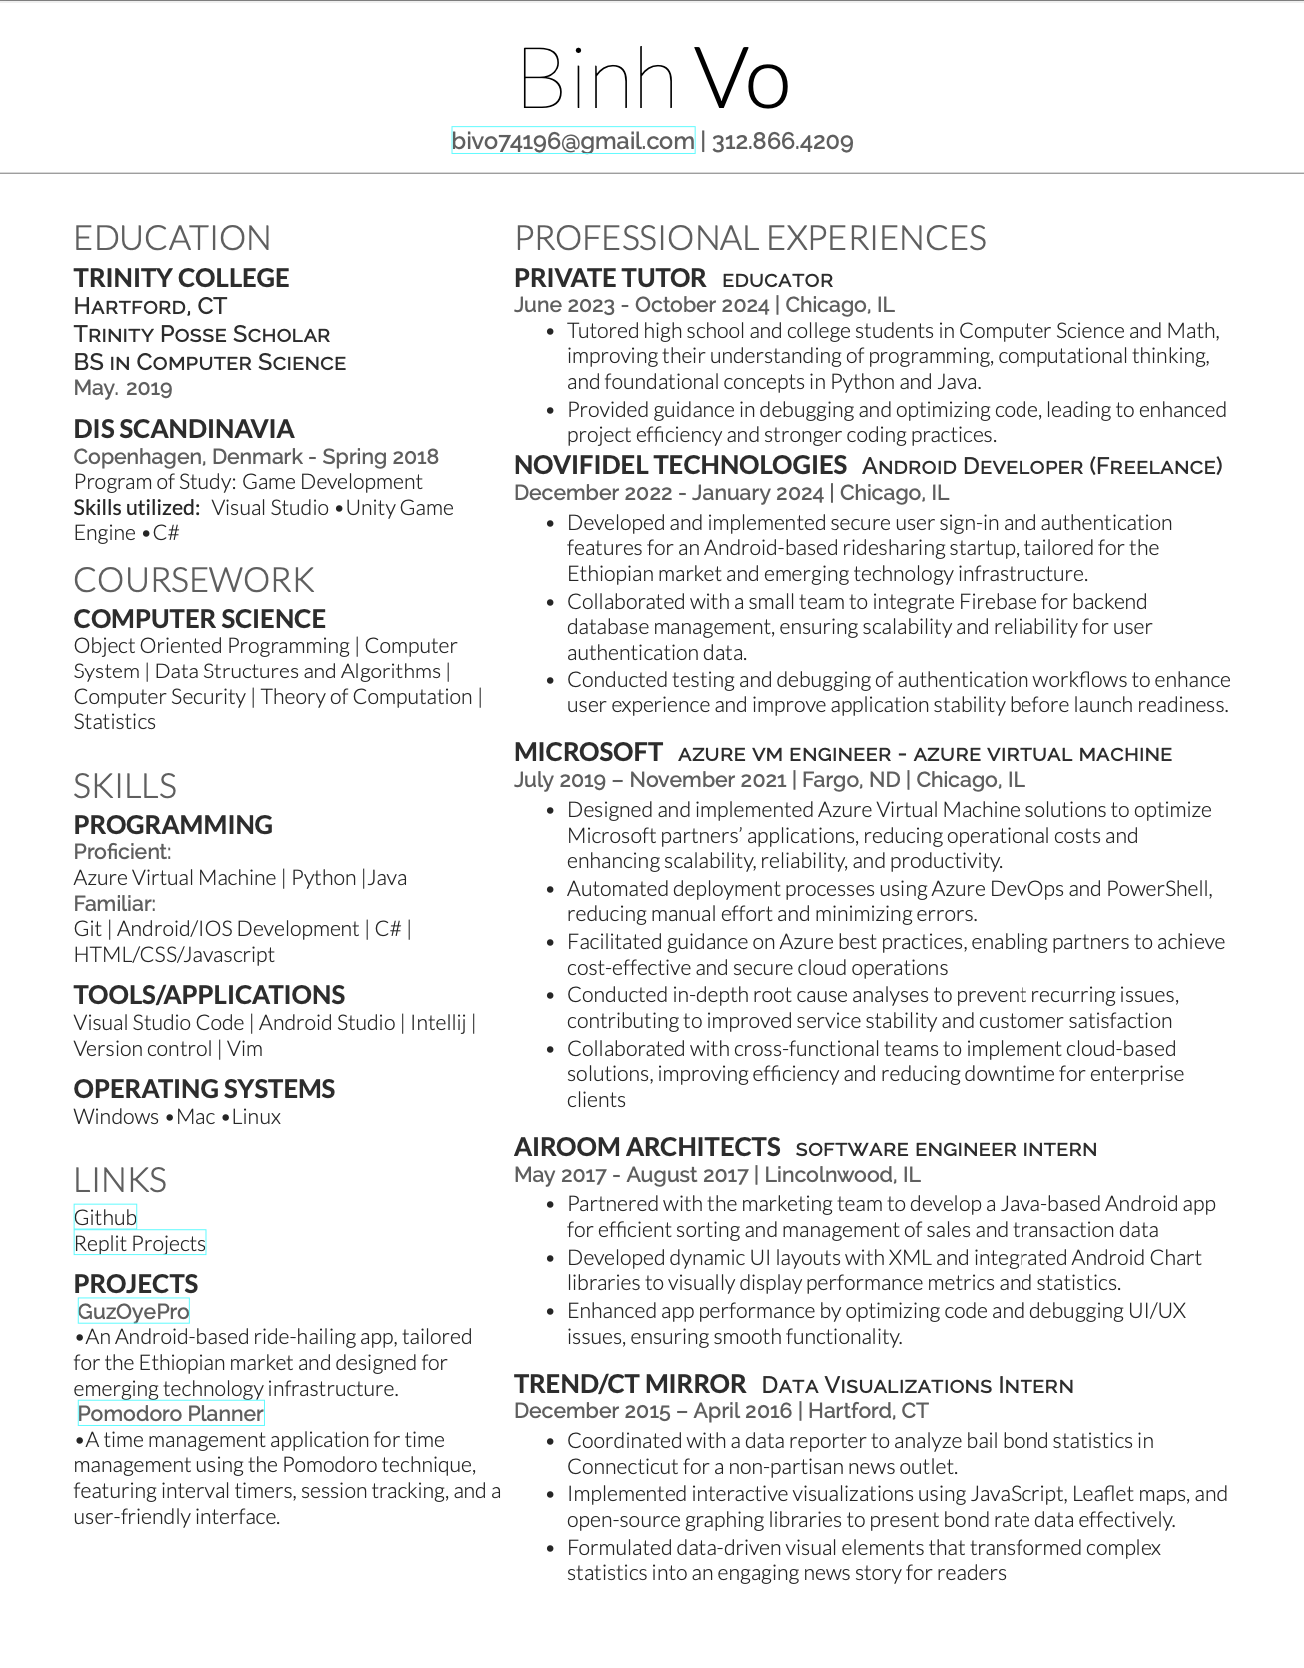 Binh Vo
bivo74196@gmail.com | 312.866.4209
EDUCATION
TRINITY COLLEGE
HARTFORD, CT
TRINITY POSSE SCHOLAR
BS IN COMPUTER SCIENCE
May. 2019
DIS SCANDINAVIA
Copenhagen, Denmark - Spring 2018
Program of Study: Game Development
Skills utilized: Visual Studio •Unity Game
Engine •C#
COURSEWORK
COMPUTER SCIENCE
Object Oriented Programming | Computer
System | Data Structures and Algorithms |
Computer Security | Theory of Computation |
Statistics
SKILLS
PROGRAMMING
Proficient:
Azure Virtual Machine | Python |Java
Familiar:
Git | Android/IOS Development | C# |
HTML/CSS/Javascript
TOOLS/APPLICATIONS
Visual Studio Code | Android Studio | Intellij |
Version control | Vim
OPERATING SYSTEMS
Windows •Mac •Linux
LINKS
Github
Replit Projects
PROJECTS
GuzOyePro
•An Android-based ride-hailing app, tailored
for the Ethiopian market and designed for
emerging technology infrastructure.
Pomodoro Planner
•A time management application for time
management using the Pomodoro technique,
featuring interval timers, session tracking, and a
user-friendly interface.
PROFESSIONAL EXPERIENCES
PRIVATE TUTOR EDUCATOR
June 2023 - October 2024 | Chicago, IL
• Tutored high school and college students in Computer Science and Math,
improving their understanding of programming, computational thinking,
and foundational concepts in Python and Java.
• Provided guidance in debugging and optimizing code, leading to enhanced
project efficiency and stronger coding practices.
NOVIFIDEL TECHNOLOGIES ANDROID DEVELOPER (FREELANCE)
December 2022 - January 2024 | Chicago, IL
• Developed and implemented secure user sign-in and authentication
features for an Android-based ridesharing startup, tailored for the
Ethiopian market and emerging technology infrastructure.
• Collaborated with a small team to integrate Firebase for backend
database management, ensuring scalability and reliability for user
authentication data.
• Conducted testing and debugging of authentication workflows to enhance
user experience and improve application stability before launch readiness.
MICROSOFT AZURE VM ENGINEER - AZURE VIRTUAL MACHINE
July 2019 – November 2021 | Fargo, ND | Chicago, IL
• Designed and implemented Azure Virtual Machine solutions to optimize
Microsoft partners’ applications, reducing operational costs and
enhancing scalability, reliability, and productivity.
• Automated deployment processes using Azure DevOps and PowerShell,
reducing manual effort and minimizing errors.
• Facilitated guidance on Azure best practices, enabling partners to achieve
cost-effective and secure cloud operations
• Conducted in-depth root cause analyses to prevent recurring issues,
contributing to improved service stability and customer satisfaction
• Collaborated with cross-functional teams to implement cloud-based
solutions, improving efficiency and reducing downtime for enterprise
clients
AIROOM ARCHITECTS SOFTWARE ENGINEER INTERN
May 2017 - August 2017 | Lincolnwood, IL
• Partnered with the marketing team to develop a Java-based Android app
for efficient sorting and management of sales and transaction data
• Developed dynamic UI layouts with XML and integrated Android Chart
libraries to visually display performance metrics and statistics.
• Enhanced app performance by optimizing code and debugging UI/UX
issues, ensuring smooth functionality.
TREND/CT MIRROR DATA VISUALIZATIONS INTERN
December 2015 – April 2016 | Hartford, CT
• Coordinated with a data reporter to analyze bail bond statistics in
Connecticut for a non-partisan news outlet.
• Implemented interactive visualizations using JavaScript, Leaflet maps, and
open-source graphing libraries to present bond rate data effectively.
• Formulated data-driven visual elements that transformed complex
statistics into an engaging news story for readers